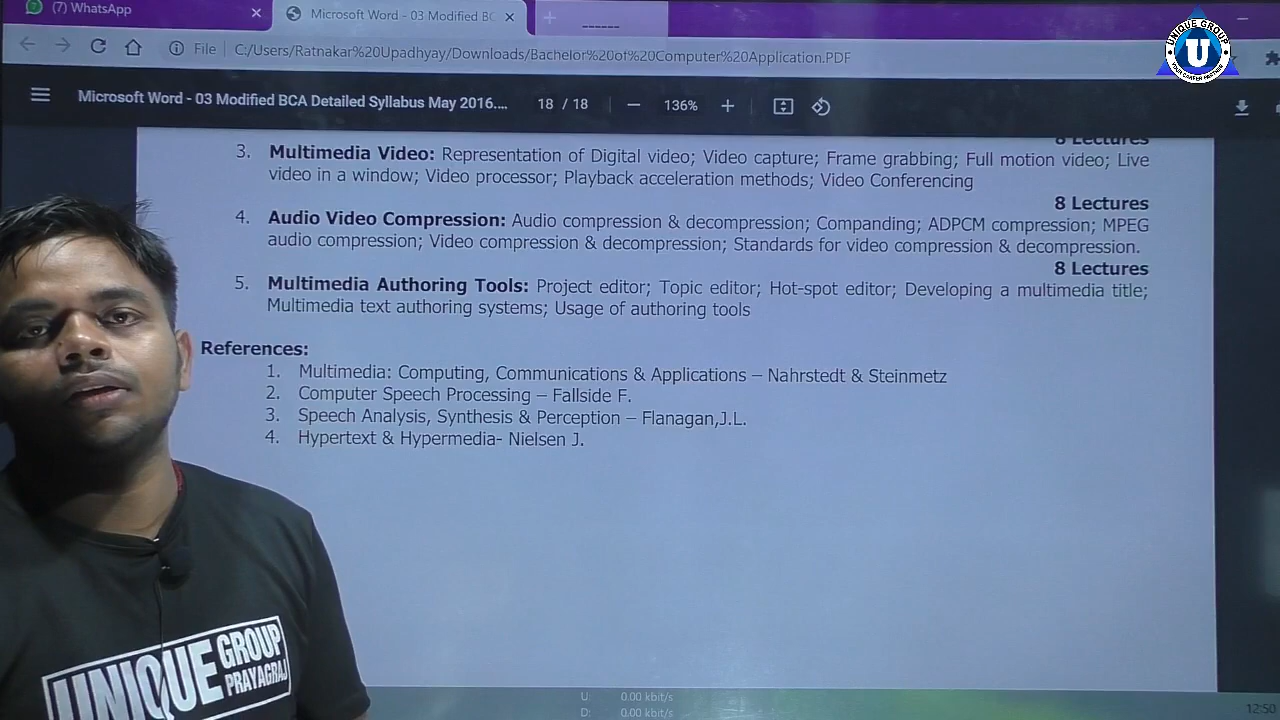 (7) WhatsApp
Microsoft Word - 03 Modified BC
File
C:/Users/Ratnakar%20Upadhyay/Downloads/Bachelor%20of%20Computer%20Application.PDF
UNIQUE GROUP
U
YOUR CAREER PARTNER
Microsoft Word - 03 Modified BCA Detailed Syllabus May 2016....
18 / 18
136%
8 Lectures
3. Multimedia Video: Representation of Digital video; Video capture; Frame grabbing; Full motion video; Live
video in a window; Video processor; Playback acceleration methods; Video Conferencing
8 Lectures
4. Audio Video Compression: Audio compression & decompression; Companding; ADPCM compression; MPEG
audio compression; Video compression & decompression; Standards for video compression & decompression.
8 Lectures
5. Multimedia Authoring Tools: Project editor; Topic editor; Hot-spot editor; Developing a multimedia title;
Multimedia text authoring systems; Usage of authoring tools
References:
1. Multimedia: Computing, Communications & Applications – Nahrstedt & Steinmetz
2. Computer Speech Processing – Fallside F.
3. Speech Analysis, Synthesis & Perception – Flanagan,J.L.
4. Hypertext & Hypermedia- Nielsen J.
UNIQUE GROUP
PRAYAGRAJ
U: 0.00 kbit/s
D: 0.00 kbit/s
12:50